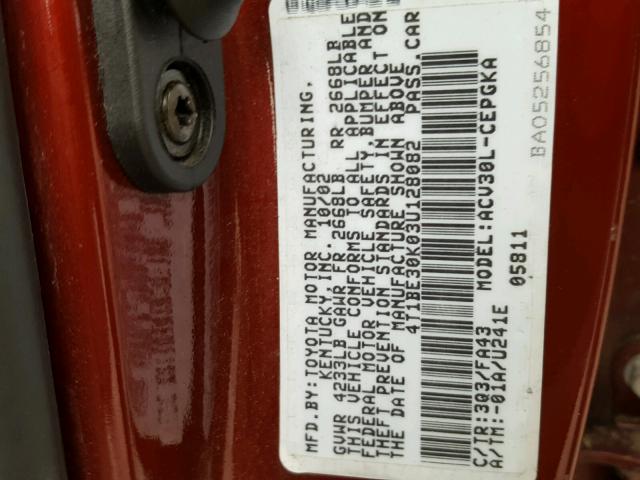 MFD.BY:TOYOTA MOTOR MANUFACTURING,
KENTUCKY,INC. 10/02
GVWR 4233LB GAWR FR 2668LB RR 2668LB
THIS VEHICLE CONFORMS TO ALL APPLICABLE
FEDERAL MOTOR VEHICLE SAFETY, BUMPER AND
THEFT PREVENTION STANDARDS IN EFFECT ON
THE DATE OF MANUFACTURE SHOWN ABOVE.
4T1BE30K03U128082 PASS.CAR
C/TR:3Q3/FA43 MODEL:ACV30L-CEPGKA
A/TM:-01A/U241E 05811
BA05256854